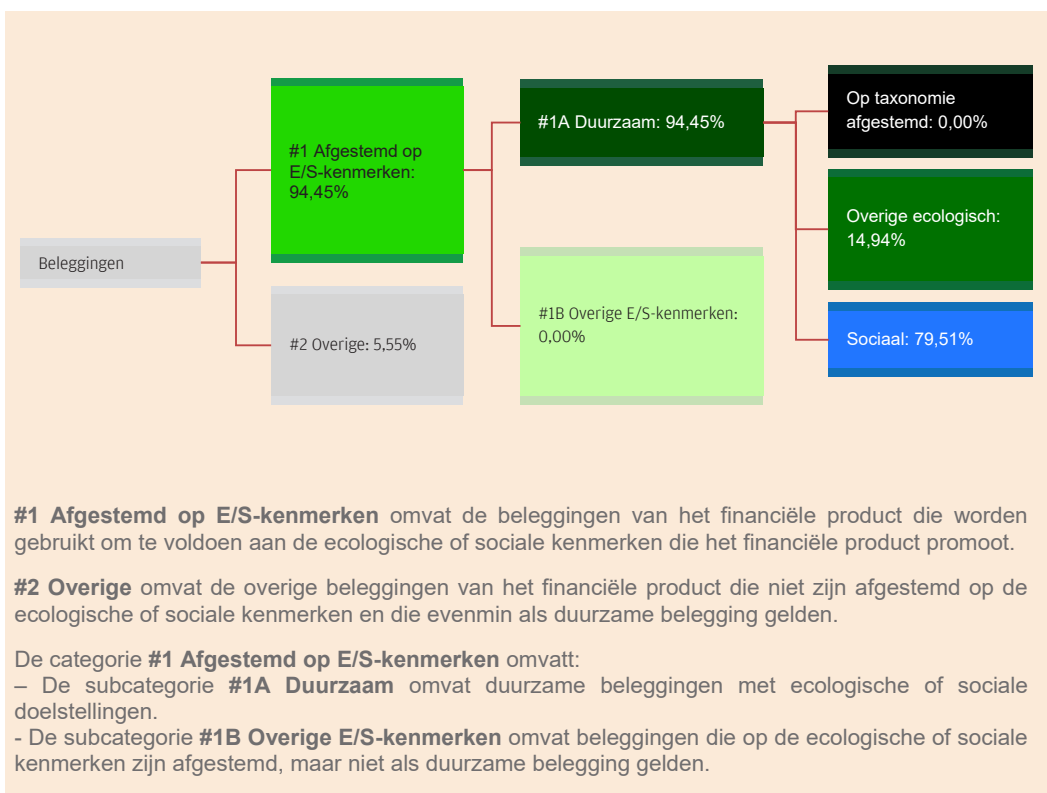 Beleggingen
#1 Afgestemd op
E/S-kenmerken:
94,45%
#2 Overige: 5,55%
#1A Duurzaam: 94,45%
#1B Overige E/S-kenmerken:
0,00%
Op taxonomie
afgestemd: 0,00%
Overige ecologisch:
14,94%
Sociaal: 79,51%
#1 Afgestemd op E/S-kenmerken omvat de beleggingen van het financiële product die worden
gebruikt om te voldoen aan de ecologische of sociale kenmerken die het financiële product promoot.
#2 Overige omvat de overige beleggingen van het financiële product die niet zijn afgestemd op de
ecologische of sociale kenmerken en die evenmin als duurzame belegging gelden.
De categorie #1 Afgestemd op E/S-kenmerken omvatt:
– De subcategorie #1A Duurzaam omvat duurzame beleggingen met ecologische of sociale
doelstellingen.
- De subcategorie #1B Overige E/S-kenmerken omvat beleggingen die op de ecologische of sociale
kenmerken zijn afgestemd, maar niet als duurzame belegging gelden.